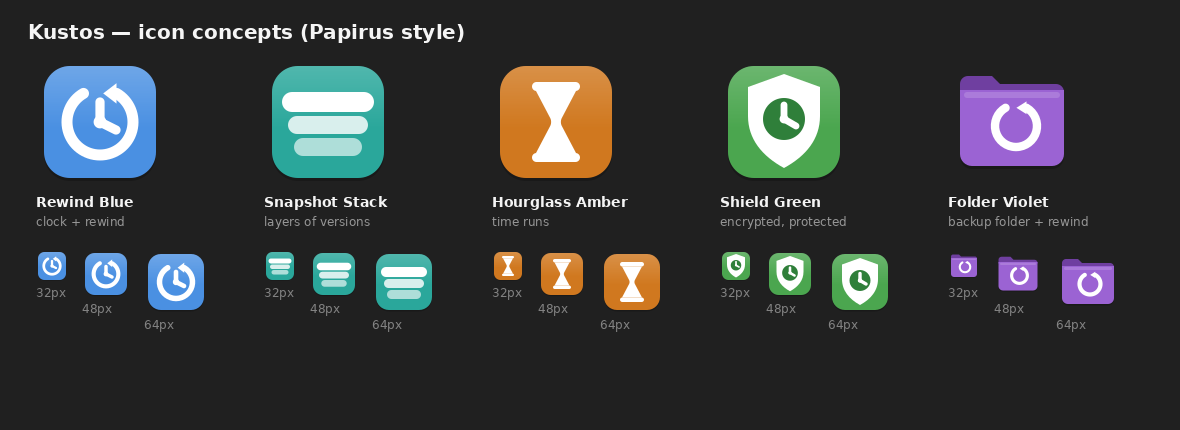 Kustos — icon concepts (Papirus style)
Rewind Blue
clock + rewind
32px
48px
64px
Snapshot Stack
layers of versions
32px
48px
64px
Hourglass Amber
time runs
32px
48px
64px
Shield Green
encrypted, protected
32px
48px
64px
Folder Violet
backup folder + rewind
32px
48px
64px